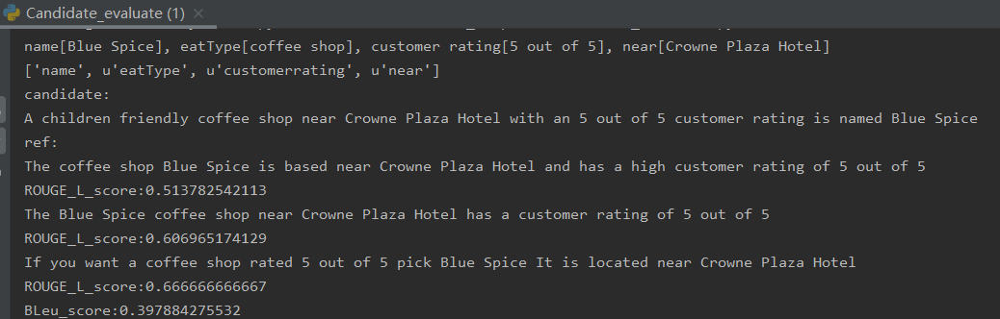 Candidate_evaluate (1)
name[Blue Spice], eatType[coffee shop], customer rating[5 out of 5], near[Crowne Plaza Hotel]
['name', u'eatType', u'customerrating', u'near']
candidate:
A children friendly coffee shop near Crowne Plaza Hotel with an 5 out of 5 customer rating is named Blue Spice
ref:
The coffee shop Blue Spice is based near Crowne Plaza Hotel and has a high customer rating of 5 out of 5
ROUGE_L_score:0.513782542113
The Blue Spice coffee shop near Crowne Plaza Hotel has a customer rating of 5 out of 5
ROUGE_L_score:0.606965174129
If you want a coffee shop rated 5 out of 5 pick Blue Spice It is located near Crowne Plaza Hotel
ROUGE_L_score:0.666666666667
BLeu_score:0.397884275532